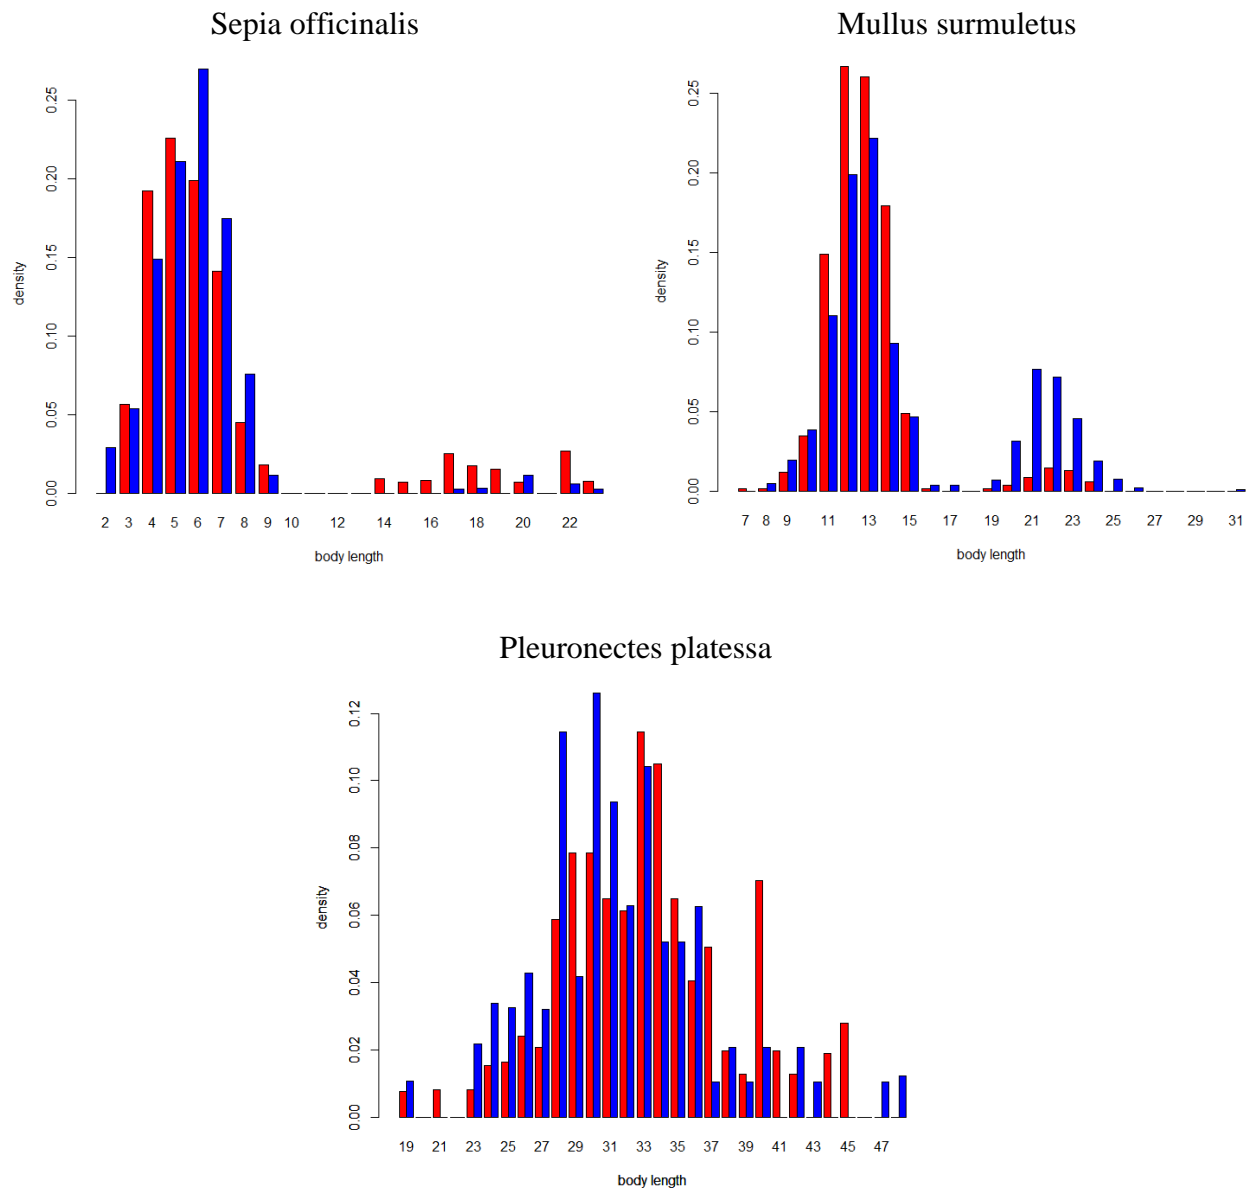 Sepia officinalis
0.00 0.05 0.10 0.15 0.20 0.25
density
2 3 4 5 6 7 8 9 10 12 14 16 18 20 22
body length
Mullus surmuletus
0.00 0.05 0.10 0.15 0.20 0.25
density
7 8 9 11 13 15 17 19 21 23 25 27 29 31
body length
Pleuronectes platessa
0.00 0.02 0.04 0.06 0.08 0.10 0.12
density
19 21 23 25 27 29 31 33 35 37 39 41 43 45 47
body length